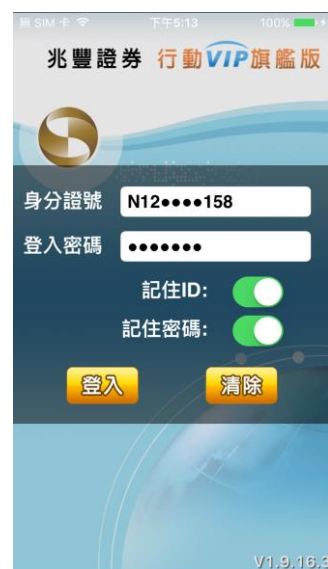 無 SIM 卡 下午5:13 100%
兆豐證券 行動VIP旗艦版
身分證號 N12●●●●158
登入密碼 ●●●●●●●
記住ID:
記住密碼:
登入 清除
V1.9.16.3